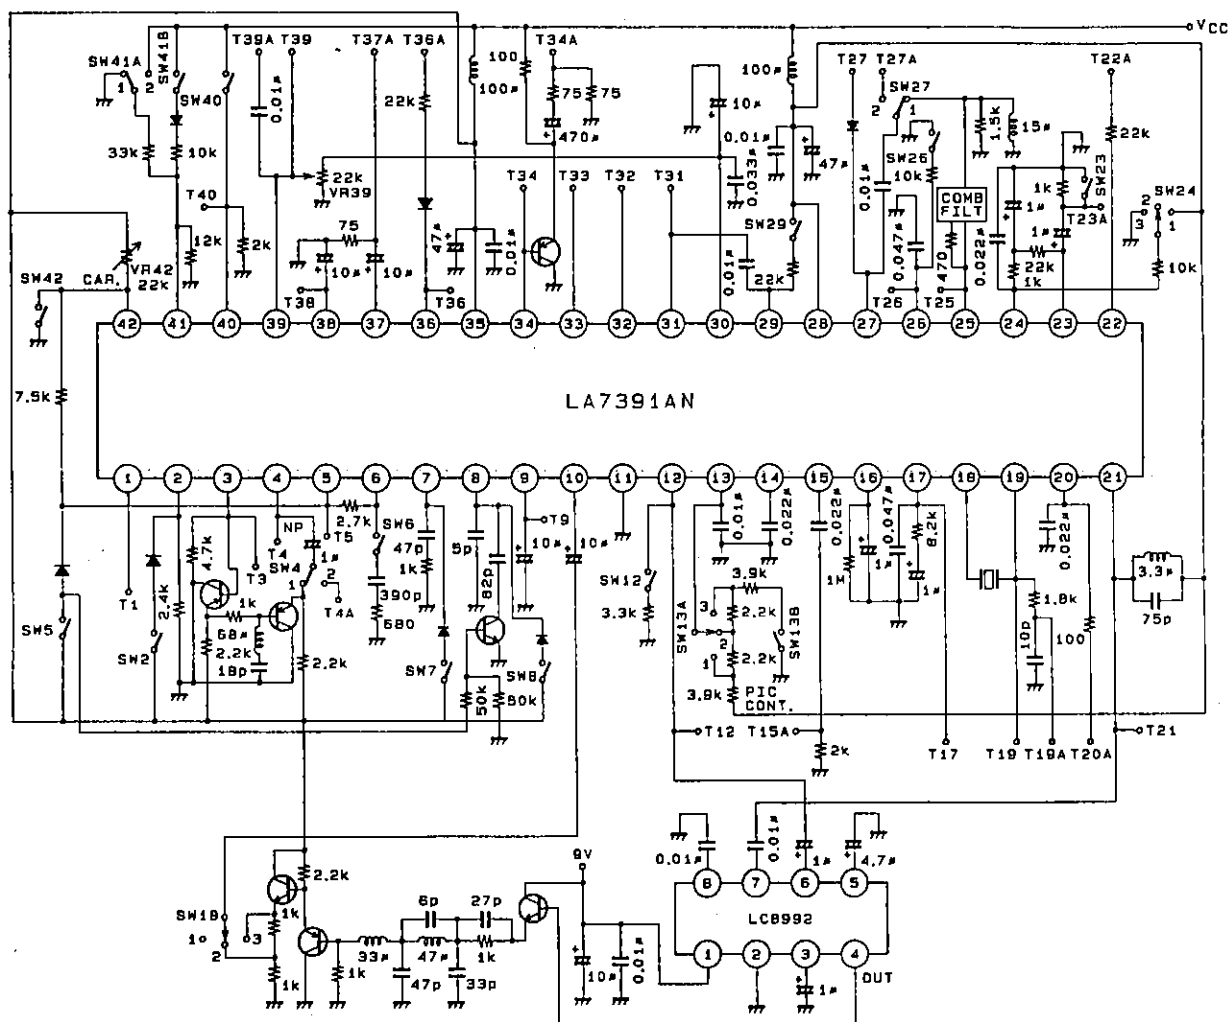 T39A T39 T37A T36A T34A VCC
SW41A SW41B 1 2 SW40
100 100μ 75 75 470μ
100μ 10μ T27 T27A SW27 T22A
0.01μ 22k 0.01μ 47μ 2 1 1.5k 15μ 22k
33k 10k 22k VR39 0.033μ 0.01μ SW26 10k SW23 SW24
T40 T34 T33 T32 T31 COMB FILT 1k 1μ T23A 2 3 1
75 SW29 0.047μ 470 0.022μ 1μ 22k 1k 10k
12k 2k 10μ 10μ 47μ 0.01μ 0.01μ 22k
SW42 CAR. VR42 22k T38 T36 T26 T25
42 41 40 39 38 37 36 35 34 33 32 31 30 29 28 27 26 25 24 23 22
7.5k
LA7391AN
1 2 3 4 5 6 7 8 9 10 11 12 13 14 15 16 17 18 19 20 21
2.7k NP T4 T5 SW6 T9
4.7k T3 SW4 1μ 1 2 T4A 47p 1k 5p 82p 10μ 10μ
0.01μ 0.022μ 0.022μ 0.047μ 8.2k 0.022μ
T1 2.4k 1k 390p 680 SW12 3.3k 1M 1μ 1μ 3.3μ 75p
SW5 SW2 68μ 2.2k 18p 2.2k SW7 SW8
SW13A 3 2 1 3.9k 2.2k 2.2k SW13B 1.8k 10p 100
50k 50k 3.9k PIC CONT.
T12 T15A 2k T17 T19 T19A T20A T21
9V 0.01μ 0.01μ 1μ 4.7μ
2.2k 8 7 6 5
SW1B 1 2 3 1k 6p 27p LC8992
33μ 47μ 1k 0.01μ 1 2 3 4
1k 1k 47p 33p 10μ 1μ OUT